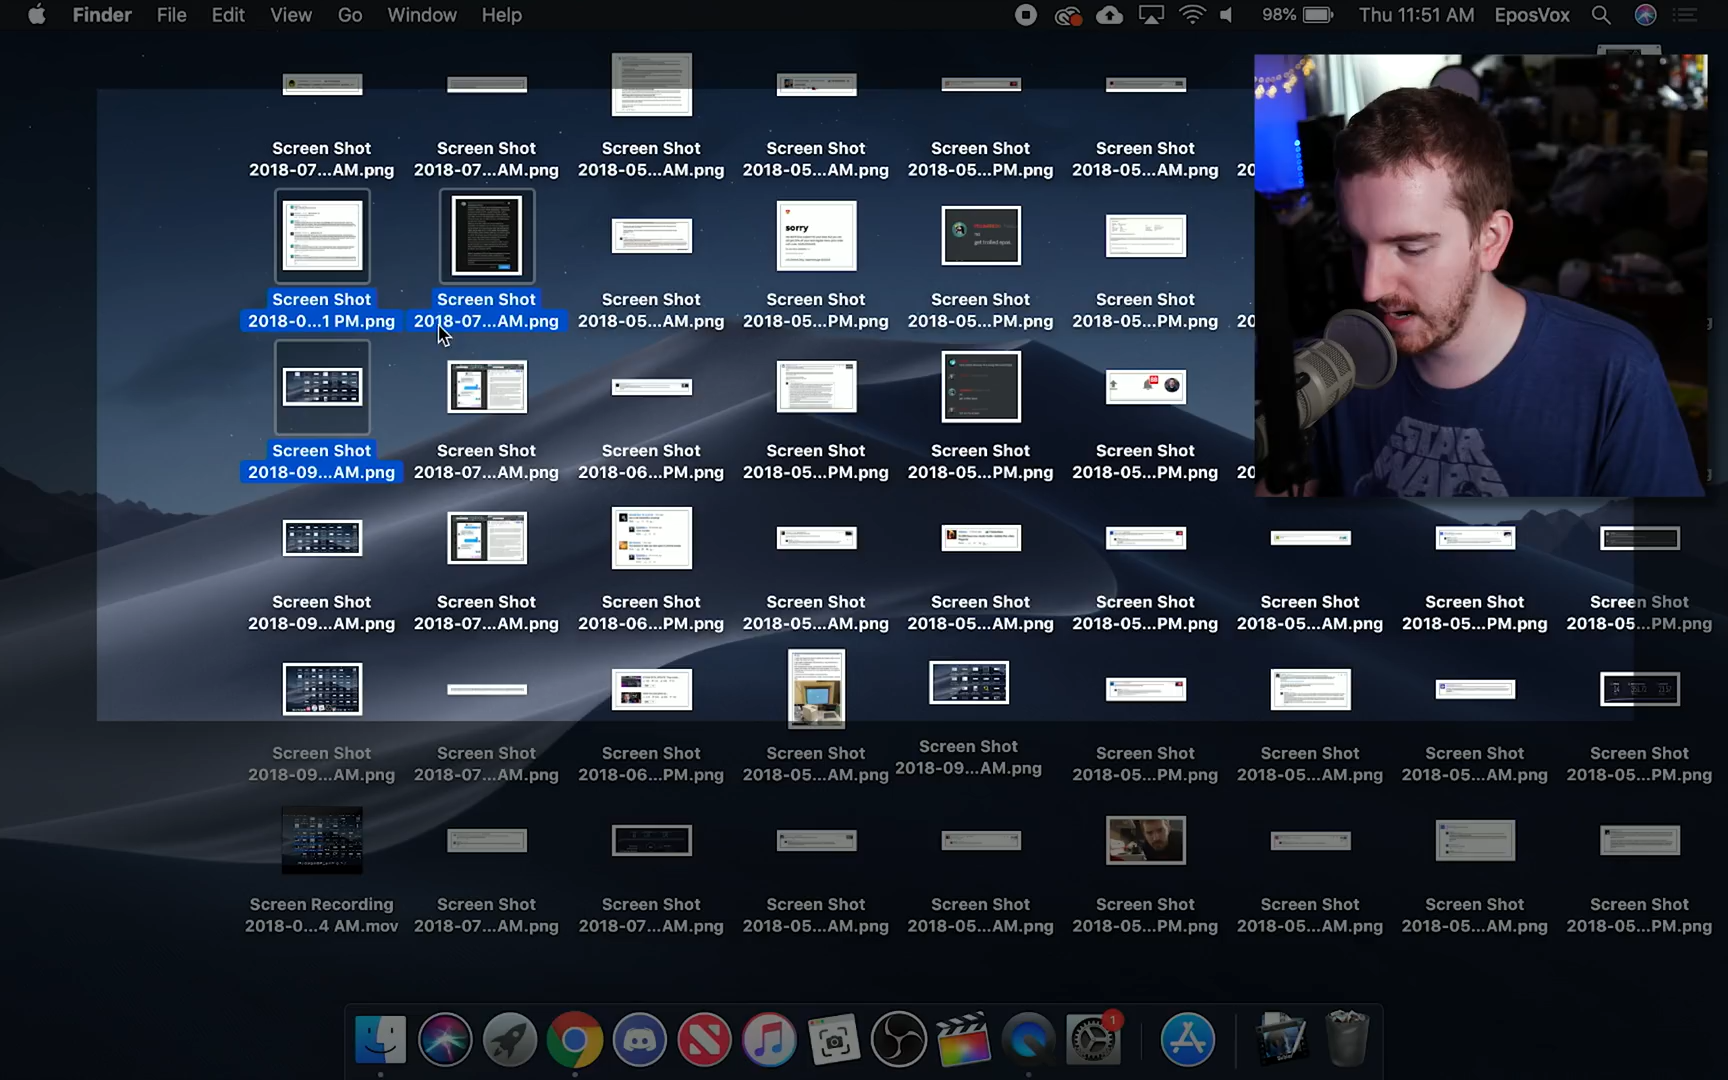 Finder File Edit View Go Window Help 98% Thu 11:51 AM EposVox
Screen Shot Screen Shot Screen Shot Screen Shot Screen Shot Screen Shot
2018-07...AM.png 2018-07...AM.png 2018-05...AM.png 2018-05...AM.png 2018-05...PM.png 2018-05...AM.png 20
sorry
get trolled epos.
Screen Shot Screen Shot Screen Shot Screen Shot Screen Shot Screen Shot
2018-0...1 PM.png 2018-07...AM.png 2018-05...AM.png 2018-05...PM.png 2018-05...PM.png 2018-05...PM.png 20
88
Screen Shot Screen Shot Screen Shot Screen Shot Screen Shot Screen Shot
2018-09...AM.png 2018-07...AM.png 2018-06...PM.png 2018-05...PM.png 2018-05...PM.png 2018-05...PM.png 20
STAR
WARS
Screen Shot Screen Shot Screen Shot Screen Shot Screen Shot Screen Shot Screen Shot Screen Shot Screen Shot
2018-09...AM.png 2018-07...AM.png 2018-06...PM.png 2018-05...AM.png 2018-05...AM.png 2018-05...PM.png 2018-05...AM.png 2018-05...PM.png 2018-05...PM.png
Screen Shot Screen Shot Screen Shot Screen Shot Screen Shot Screen Shot Screen Shot Screen Shot Screen Shot
2018-09...AM.png 2018-07...AM.png 2018-06...PM.png 2018-05...AM.png 2018-09...AM.png 2018-05...PM.png 2018-05...AM.png 2018-05...AM.png 2018-05...PM.png
Screen Recording Screen Shot Screen Shot Screen Shot Screen Shot Screen Shot Screen Shot Screen Shot Screen Shot
2018-0...4 AM.mov 2018-07...AM.png 2018-07...AM.png 2018-05...AM.png 2018-05...AM.png 2018-05...PM.png 2018-05...AM.png 2018-05...AM.png 2018-05...PM.png
1